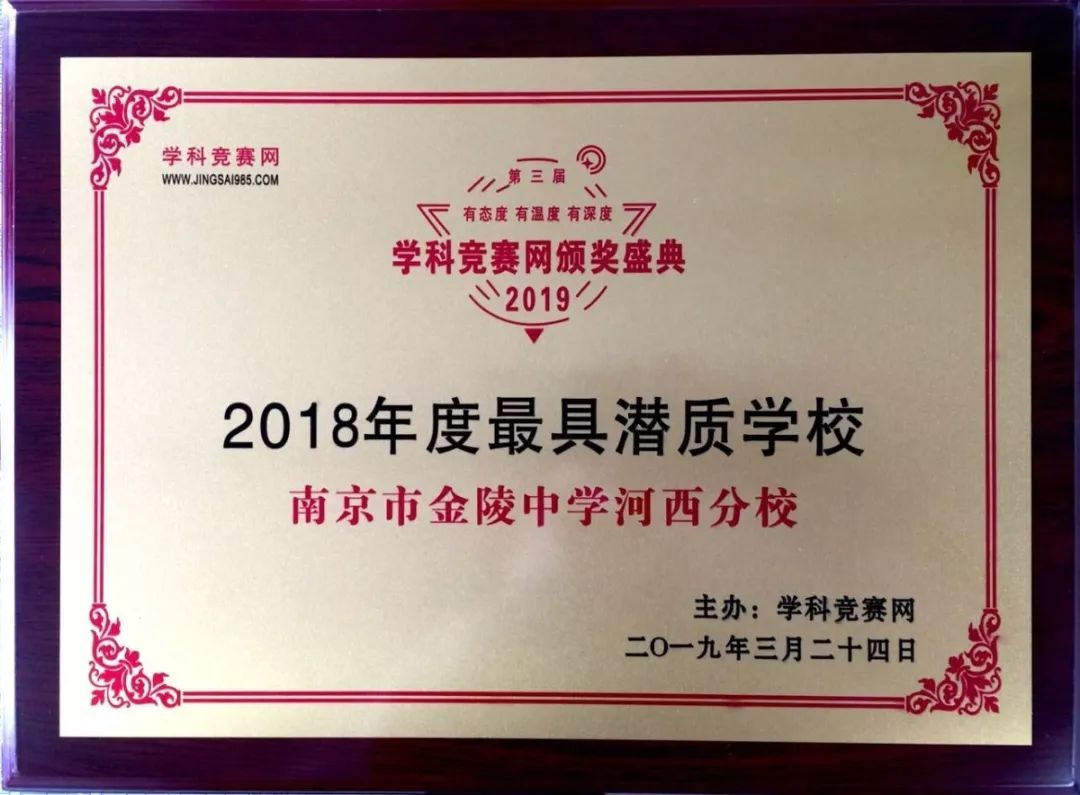 学科竞赛网
WWW.JINGSAI985.COM
第三届
有态度 有温度 有深度
学科竞赛网颁奖盛典
2019
2018年度最具潜质学校
南京市金陵中学河西分校
主办：学科竞赛网
二O一九年三月二十四日